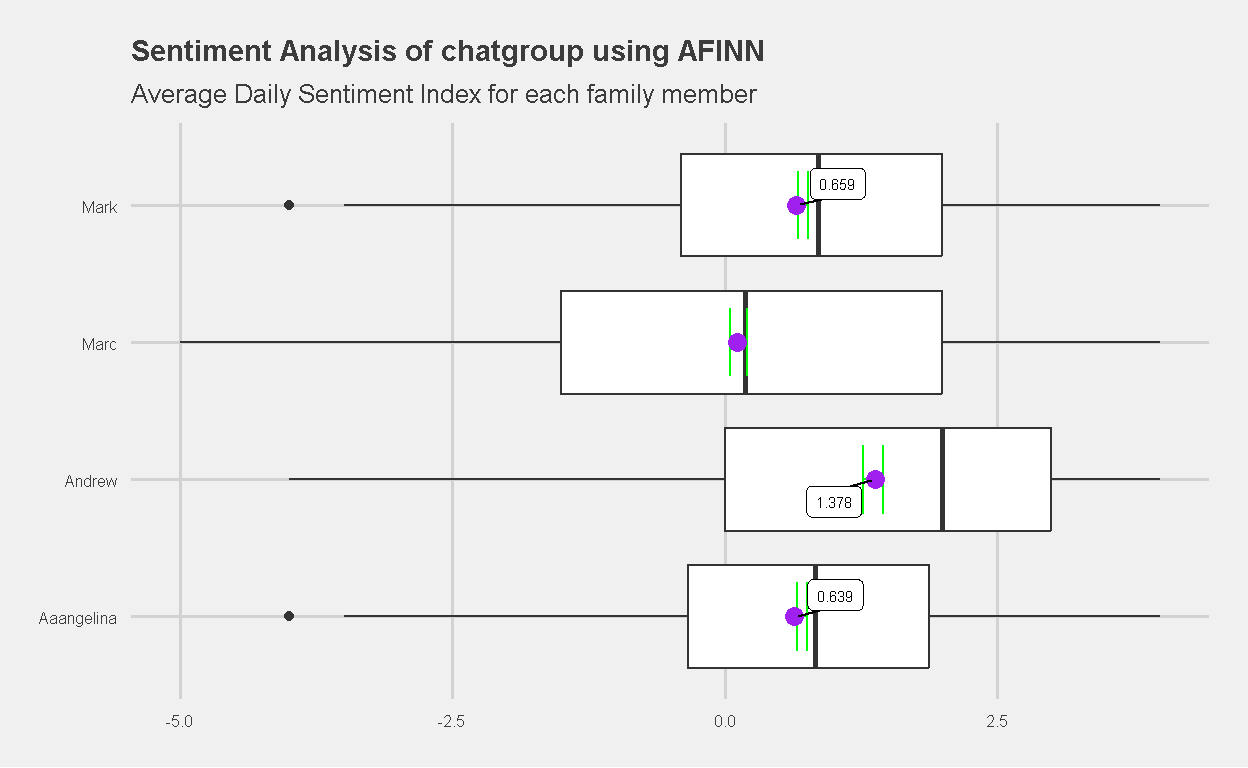 Sentiment Analysis of chatgroup using AFINN
Average Daily Sentiment Index for each family member
Mark
0.659
Marc
Andrew
1.378
Aaangelina
0.639
-5.0
-2.5
0.0
2.5